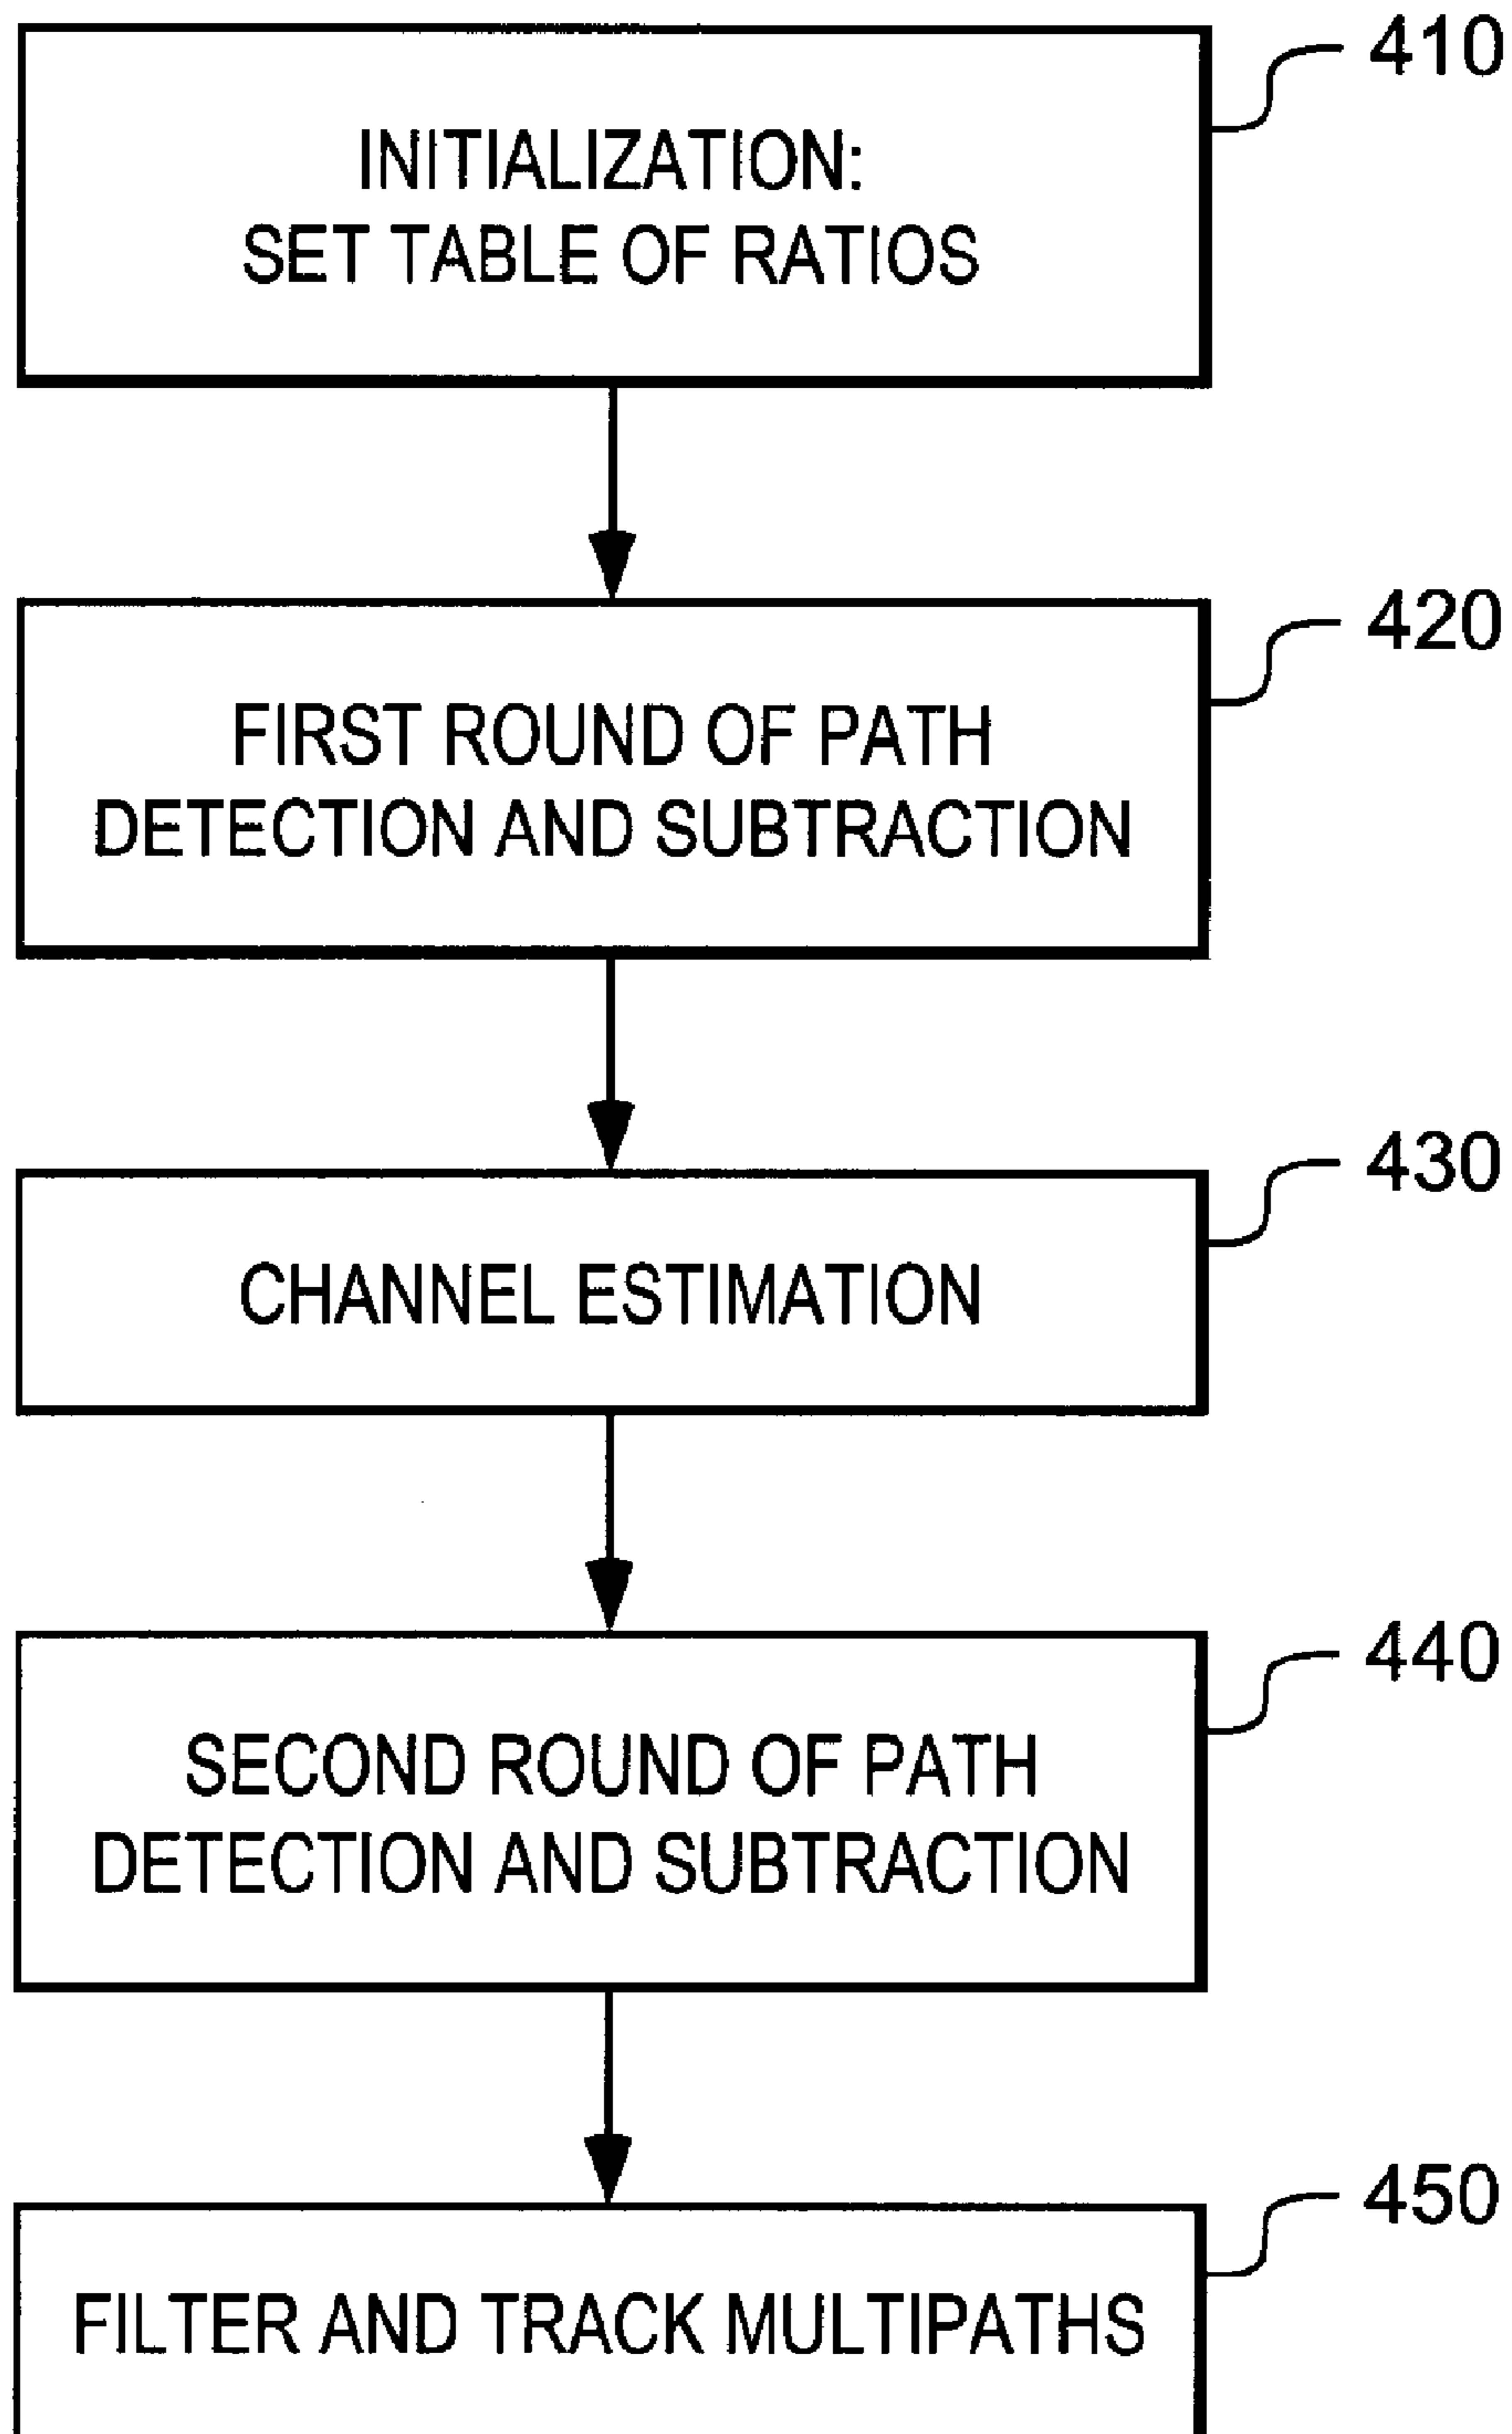 410
INITIALIZATION:
SET TABLE OF RATIOS
420
FIRST ROUND OF PATH
DETECTION AND SUBTRACTION
430
CHANNEL ESTIMATION
440
SECOND ROUND OF PATH
DETECTION AND SUBTRACTION
450
FILTER AND TRACK MULTIPATHS